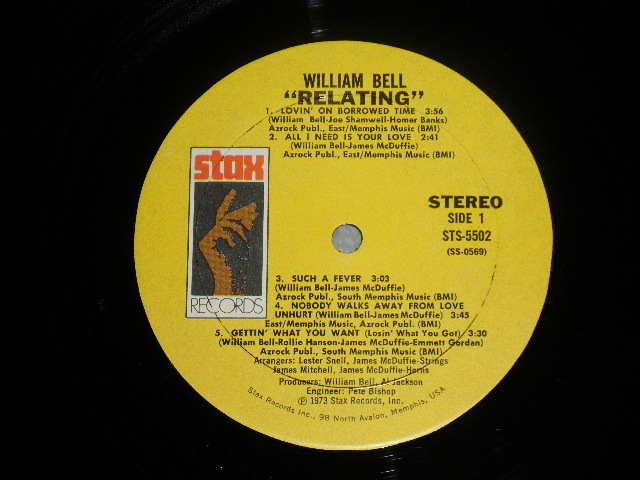 WILLIAM BELL
"RELATING"
1. LOVIN' ON BORROWED TIME 3:56
(William Bell-Joe Shamwell-Homer Banks)
Azrock Publ., East/Memphis Music (BMI)
2. ALL I NEED IS YOUR LOVE 2:41
(William Bell-James McDuffie)
Azrock Publ., East/Memphis Music (BMI)
stax
RECORDS
STEREO
SIDE 1
STS-5502
(SS-0569)
3. SUCH A FEVER 3:03
(William Bell-James McDuffie)
Azrock Publ., South Memphis Music (BMI)
4. NOBODY WALKS AWAY FROM LOVE
UNHURT (William Bell-James McDuffie) 3:45
East/Memphis Music, Azrock Publ. (BMI)
5. GETTIN' WHAT YOU WANT (Losin' What You Got) 3:30
(William Bell-Rollie Hanson-James McDuffie-Emmett Gordan)
Azrock Publ., South Memphis Music (BMI)
Arrangers: Lester Snell, James McDuffie-Strings
James Mitchell, James McDuffie-Horns
Producers: William Bell, Al Jackson
Engineer: Pete Bishop
℗ 1973 Stax Records, Inc.
Stax Records, Inc., 98 North Avalon, Memphis, USA